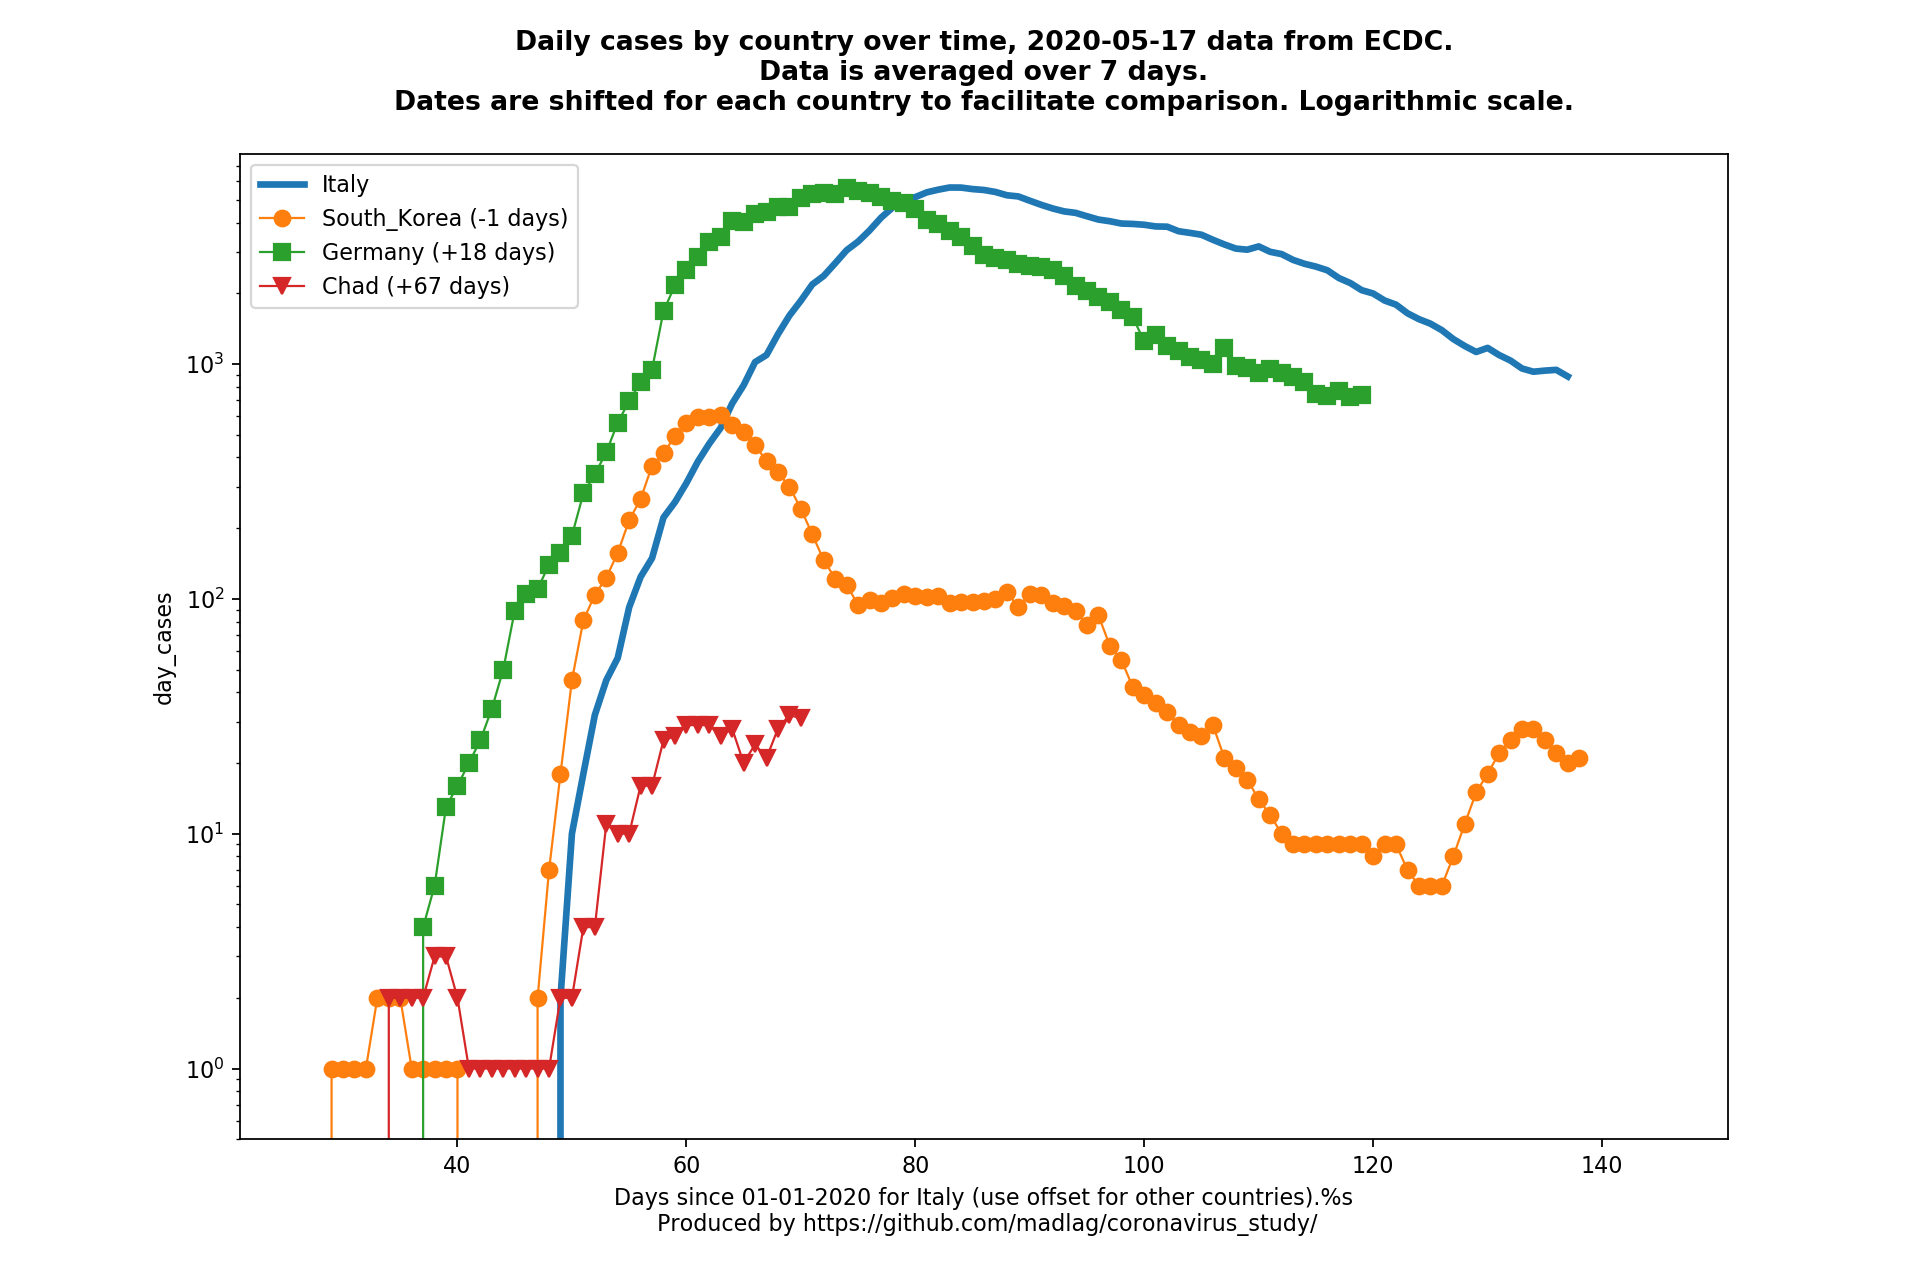 Daily cases by country over time, 2020-05-17 data from ECDC.
Data is averaged over 7 days.
Dates are shifted for each country to facilitate comparison. Logarithmic scale.
Italy
South_Korea (-1 days)
Germany (+18 days)
Chad (+67 days)
day_cases
10³
10²
10¹
10⁰
40 60 80 100 120 140
Days since 01-01-2020 for Italy (use offset for other countries).%s
Produced by https://github.com/madlag/coronavirus_study/